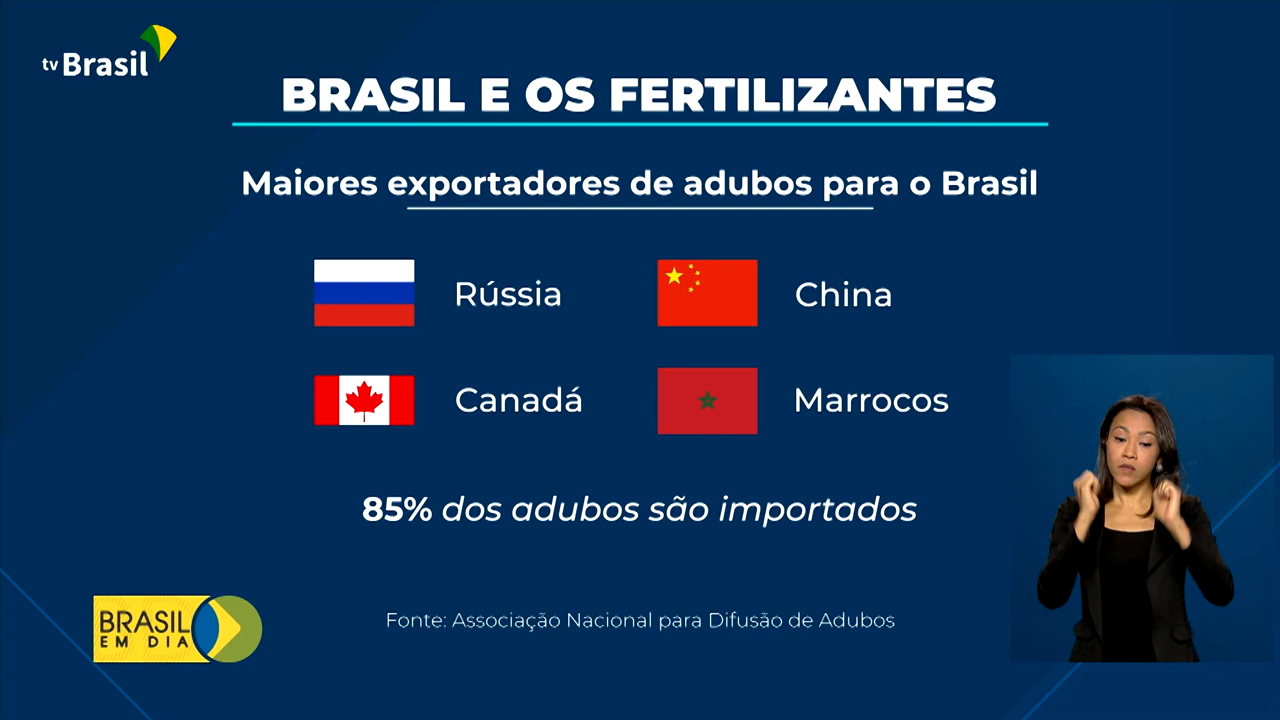 tv Brasil
BRASIL E OS FERTILIZANTES
Maiores exportadores de adubos para o Brasil
Rússia
China
Canadá
Marrocos
85% dos adubos são importados
BRASIL
EM DIA
Fonte: Associação Nacional para Difusão de Adubos